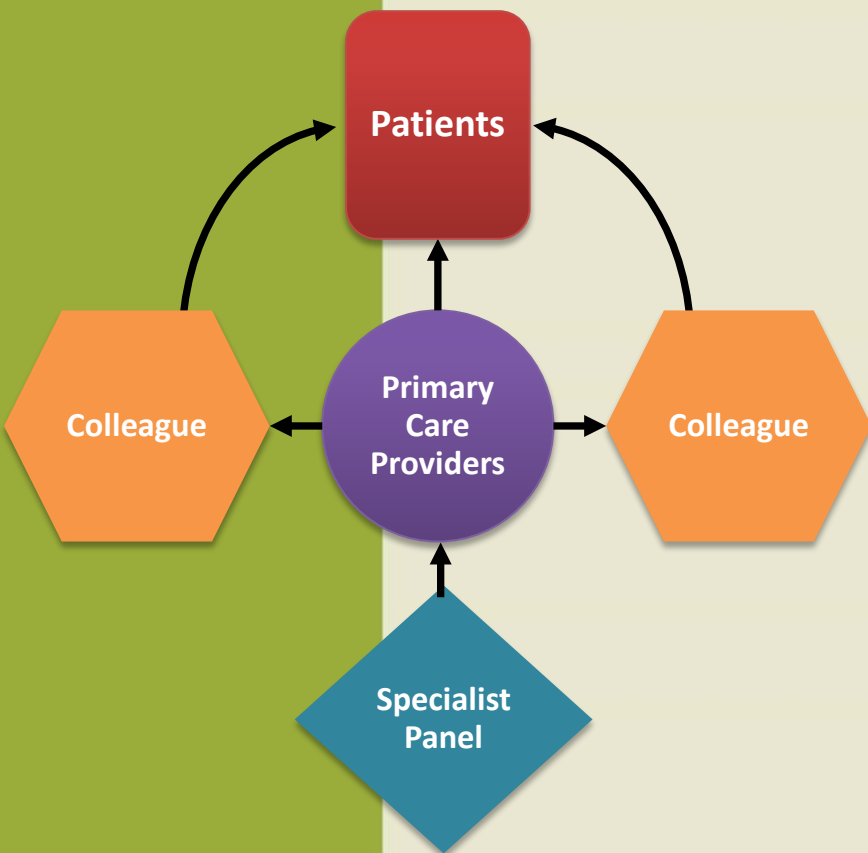 Patients
Colleague
Primary
Care
Providers
Colleague
Specialist
Panel